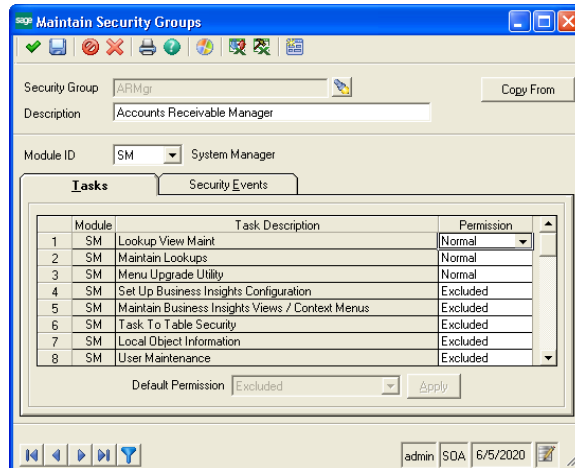 sage Maintain Security Groups
Security Group ARMgr Copy From
Description Accounts Receivable Manager
Module ID SM System Manager
Tasks Security Events
Module Task Description Permission
1 SM Lookup View Maint Normal
2 SM Maintain Lookups Normal
3 SM Menu Upgrade Utility Normal
4 SM Set Up Business Insights Configuration Excluded
5 SM Maintain Business Insights Views / Context Menus Excluded
6 SM Task To Table Security Excluded
7 SM Local Object Information Excluded
8 SM User Maintenance Excluded
Default Permission Excluded Apply
admin SOA 6/5/2020